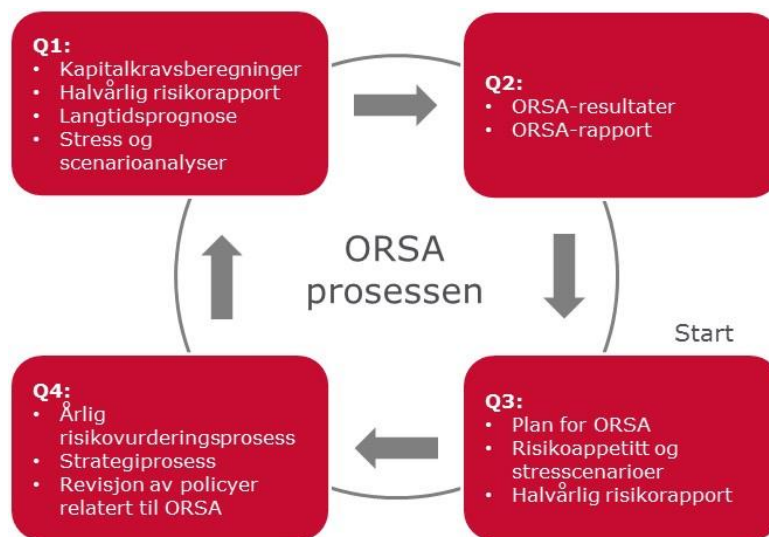 Q1:
• Kapitalkravsberegninger
• Halvårlig risikorapport
• Langtidsprognose
• Stress og
scenarioanalyser
Q2:
• ORSA-resultater
• ORSA-rapport
ORSA
prosessen
Start
Q4:
• Årlig
risikovurderingsprosess
• Strategiprosess
• Revisjon av policyer
relatert til ORSA
Q3:
• Plan for ORSA
• Risikoappetitt og
stresscenarioer
• Halvårlig risikorapport